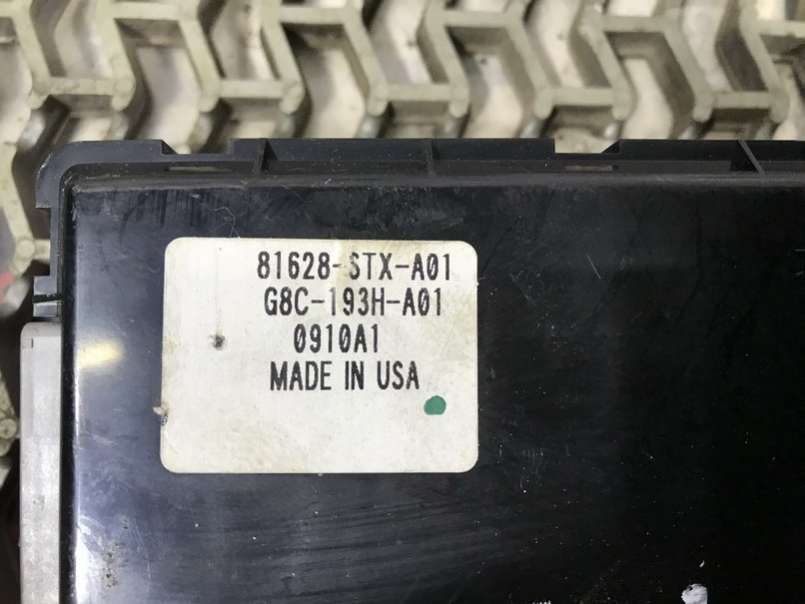 81628-STX-A01
G8C-193H-A01
0910A1
MADE IN USA